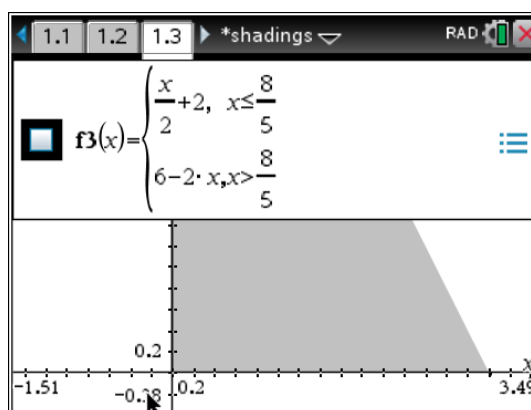 1.1 1.2 1.3 *shadings RAD
f3(x)={
x/2+2, x≤8/5
6-2·x,x>8/5
0.2
x
-1.51 0.2 3.49
-0.38